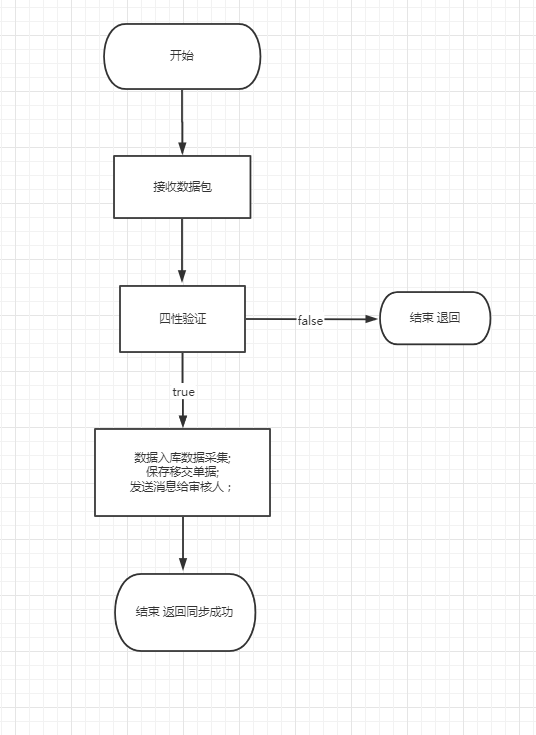 开始
接收数据包
四性验证
false
结束 退回
true
数据入库数据采集;
保存移交单据;
发送消息给审核人；
结束 返回同步成功